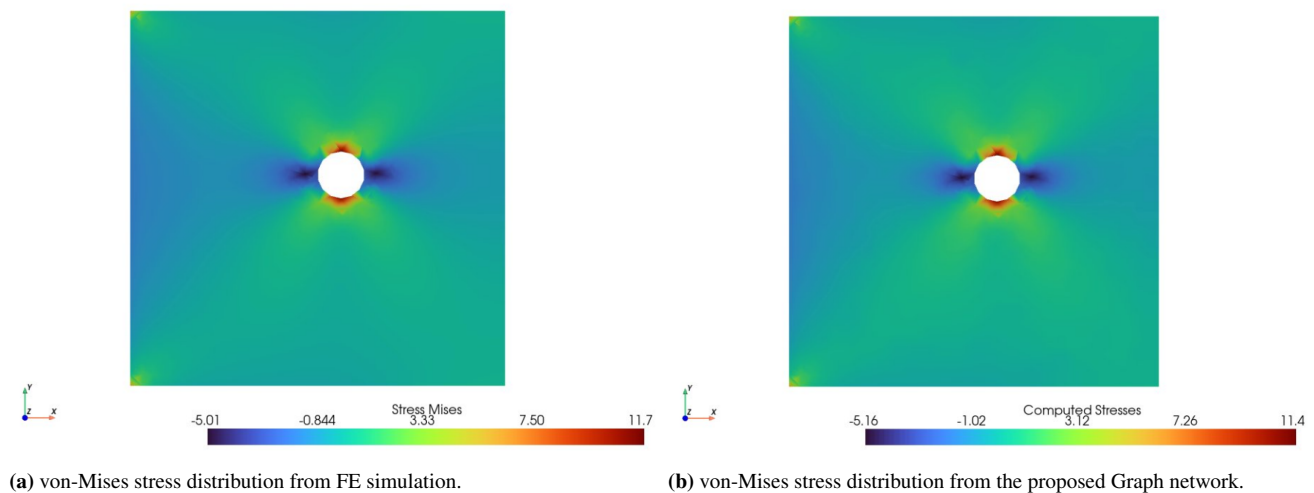 Y
Z X
Stress Mises
-5.01 -0.844 3.33 7.50 11.7
(a) von-Mises stress distribution from FE simulation.
Y
Z X
Computed Stresses
-5.16 -1.02 3.12 7.26 11.4
(b) von-Mises stress distribution from the proposed Graph network.